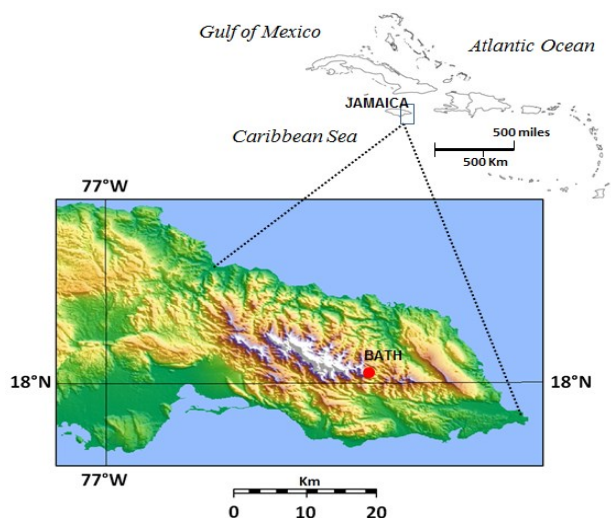 Gulf of Mexico
Atlantic Ocean
JAMAICA
Caribbean Sea
500 miles
500 Km
77°W
BATH
18°N
18°N
77°W
Km
0 10 20